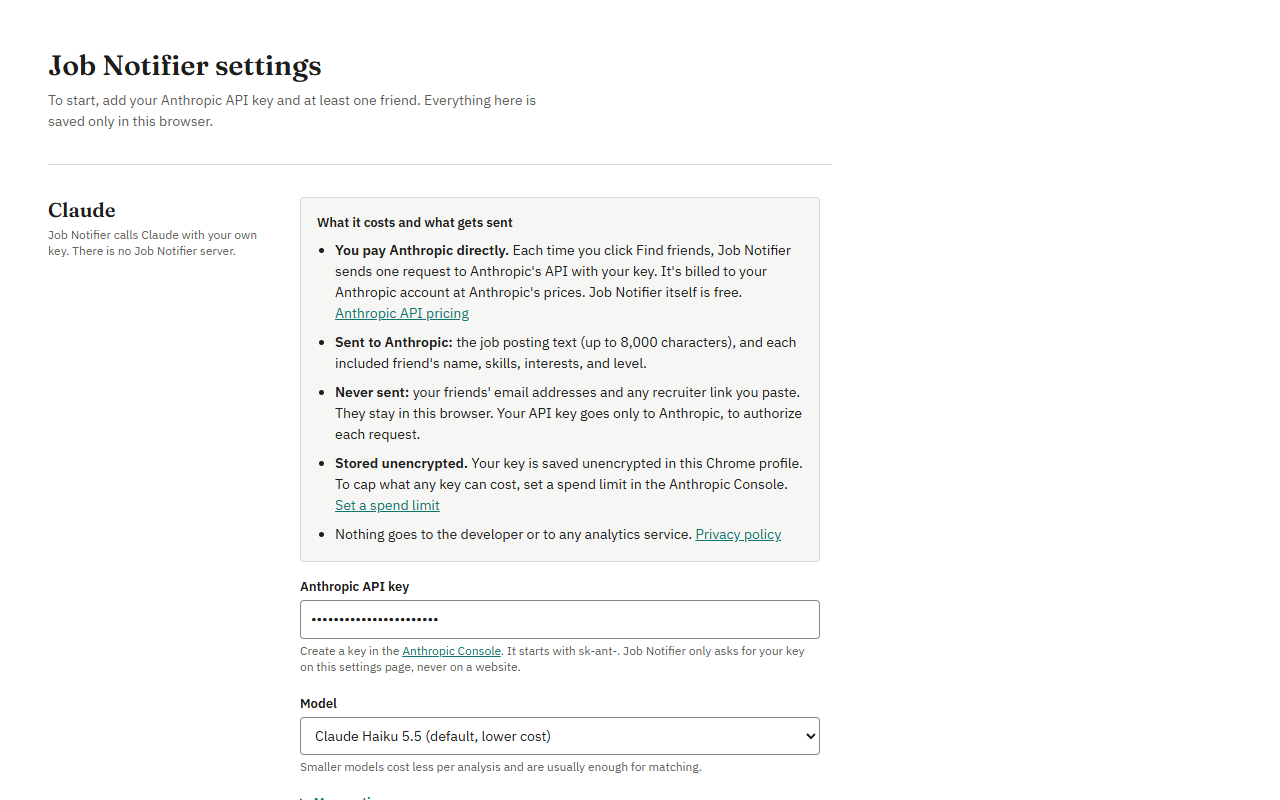 Job Notifier settings
To start, add your Anthropic API key and at least one friend. Everything here is
saved only in this browser.
Claude
Job Notifier calls Claude with your own
key. There is no Job Notifier server.
What it costs and what gets sent
• You pay Anthropic directly. Each time you click Find friends, Job Notifier
sends one request to Anthropic's API with your key. It's billed to your
Anthropic account at Anthropic's prices. Job Notifier itself is free.
Anthropic API pricing
• Sent to Anthropic: the job posting text (up to 8,000 characters), and each
included friend's name, skills, interests, and level.
• Never sent: your friends' email addresses and any recruiter link you paste.
They stay in this browser. Your API key goes only to Anthropic, to authorize
each request.
• Stored unencrypted. Your key is saved unencrypted in this Chrome profile.
To cap what any key can cost, set a spend limit in the Anthropic Console.
Set a spend limit
• Nothing goes to the developer or to any analytics service. Privacy policy
Anthropic API key
•••••••••••••••••••••••
Create a key in the Anthropic Console. It starts with sk-ant-. Job Notifier only asks for your key
on this settings page, never on a website.
Model
Claude Haiku 5.5 (default, lower cost)
Smaller models cost less per analysis and are usually enough for matching.